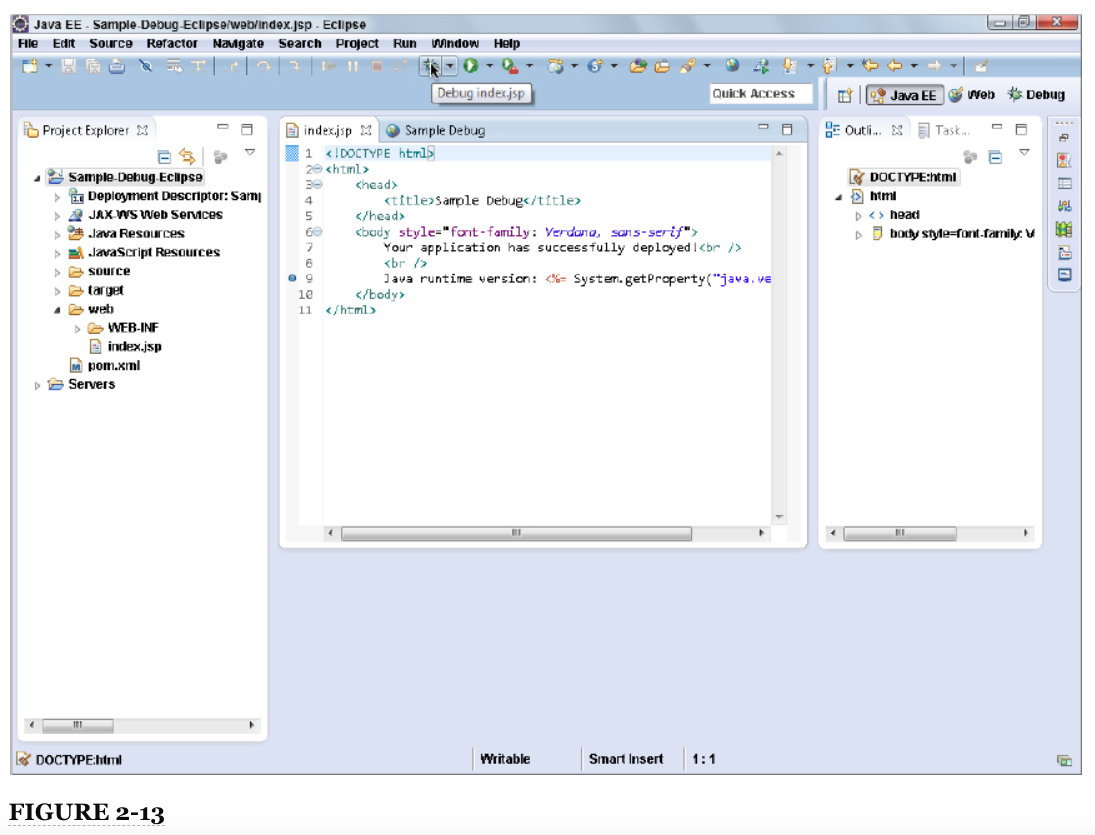 Java EE - Sample-Debug-Eclipse/web/index.jsp - Eclipse
File Edit Source Refactor Navigate Search Project Run Window Help
Debug index.jsp
Quick Access
Java EE Web Debug
Project Explorer
Sample-Debug-Eclipse
Deployment Descriptor: Samp
JAX-WS Web Services
Java Resources
JavaScript Resources
source
target
web
WEB-INF
index.jsp
pom.xml
Servers
index.jsp Sample Debug
1 <!DOCTYPE html>
2 <html>
3 <head>
4 <title>Sample Debug</title>
5 </head>
6 <body style="font-family: Verdana, sans-serif">
7 Your application has successfully deployed!<br />
8 <br />
9 Java runtime version: <%= System.getProperty("java.ve
10 </body>
11 </html>
Outli... Task...
DOCTYPE:html
html
head
body style=font-family: V
DOCTYPE:html
Writable
Smart Insert
1 : 1
FIGURE 2-13